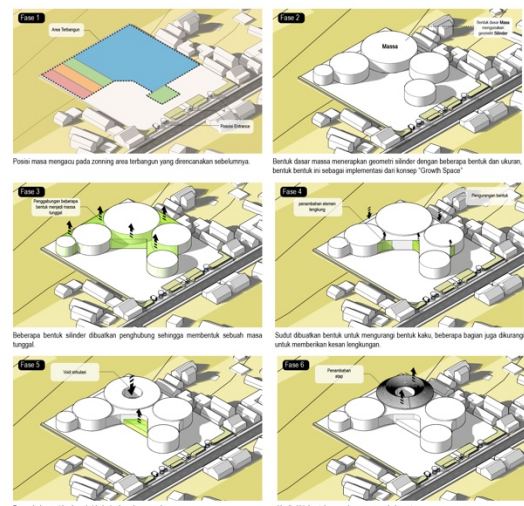 Fase 1
Area Terbangun
Posisi Entrance
Posisi masa mengacu pada zonning area terbangun yang direncanakan sebelumnya.
Fase 2
Massa
Bentuk dasar Masa
menggunakan
geometri Silinder
Bentuk dasar massa menerapkan geometri silinder dengan beberapa bentuk dan ukuran,
bentuk bentuk ini sebagai implementasi dari konsep "Growth Space"
Fase 3
Penggabungan beberapa
bentuk menjadi massa
tunggal
Beberapa bentuk silinder dibuatkan penghubung sehingga membentuk sebuah masa
tunggal.
Fase 4
penambahan elemen
lengkung
Pengurangan bentuk
Sudut dibuatkan bentuk untuk mengurangi bentuk kaku, beberapa bagian juga dikurangi
untuk memberikan kesan lengkungan.
Fase 5
Void sirkulasi
Fase 6
Penambahan
atap